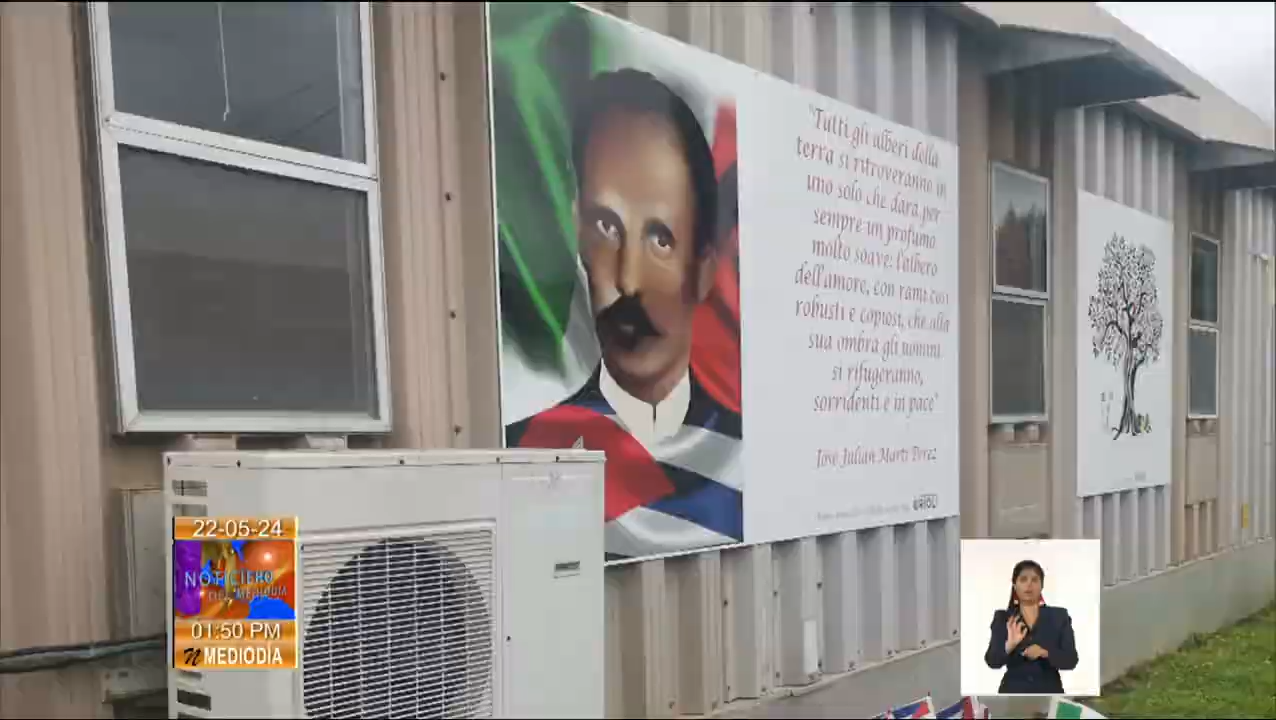 "Tutti gli alberi della
terra si ritroveranno in
uno solo che darà per
sempre un profumo
molto soave: l'albero
dell'amore, con rami così
robusti e copiosi, che alla
sua ombra gli uomini
si rifugeranno,
sorridenti e in pace"
José Julián Martí Pérez
22-05-24
NOTICIERO
DEL MEDIODIA
01:50 PM
MEDIODÍA